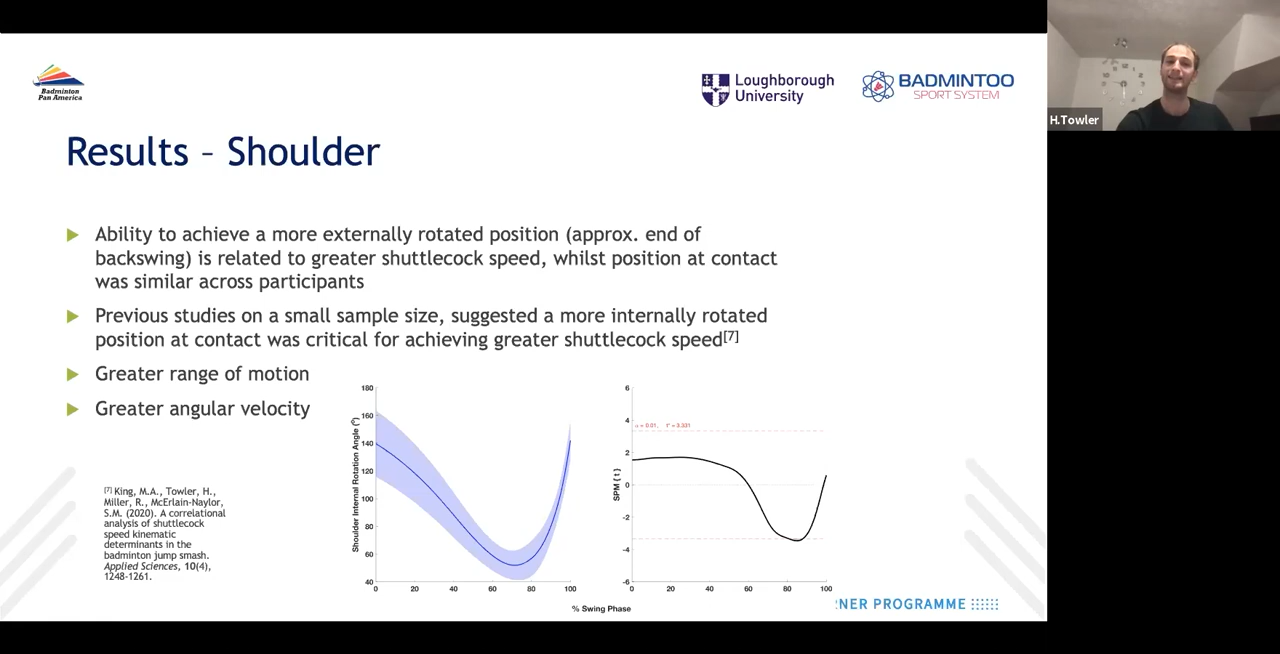 Badminton
Pan America
Loughborough
University
BADMINTOO
SPORT SYSTEM
H.Towler
Results – Shoulder
Ability to achieve a more externally rotated position (approx. end of
backswing) is related to greater shuttlecock speed, whilst position at contact
was similar across participants
Previous studies on a small sample size, suggested a more internally rotated
position at contact was critical for achieving greater shuttlecock speed[7]
Greater range of motion
Greater angular velocity
[7] King, M.A., Towler, H.,
Miller, R., McErlain-Naylor,
S.M. (2020). A correlational
analysis of shuttlecock
speed kinematic
determinants in the
badminton jump smash.
Applied Sciences, 10(4),
1248-1261.
Shoulder Internal Rotation Angle (°)
180
160
140
120
100
80
60
40
0 20 40 60 80 100
% Swing Phase
SPM { t }
6
4
2
0
-2
-4
-6
α = 0.01, t* = 3.331
0 20 40 60 80 100
NER PROGRAMME